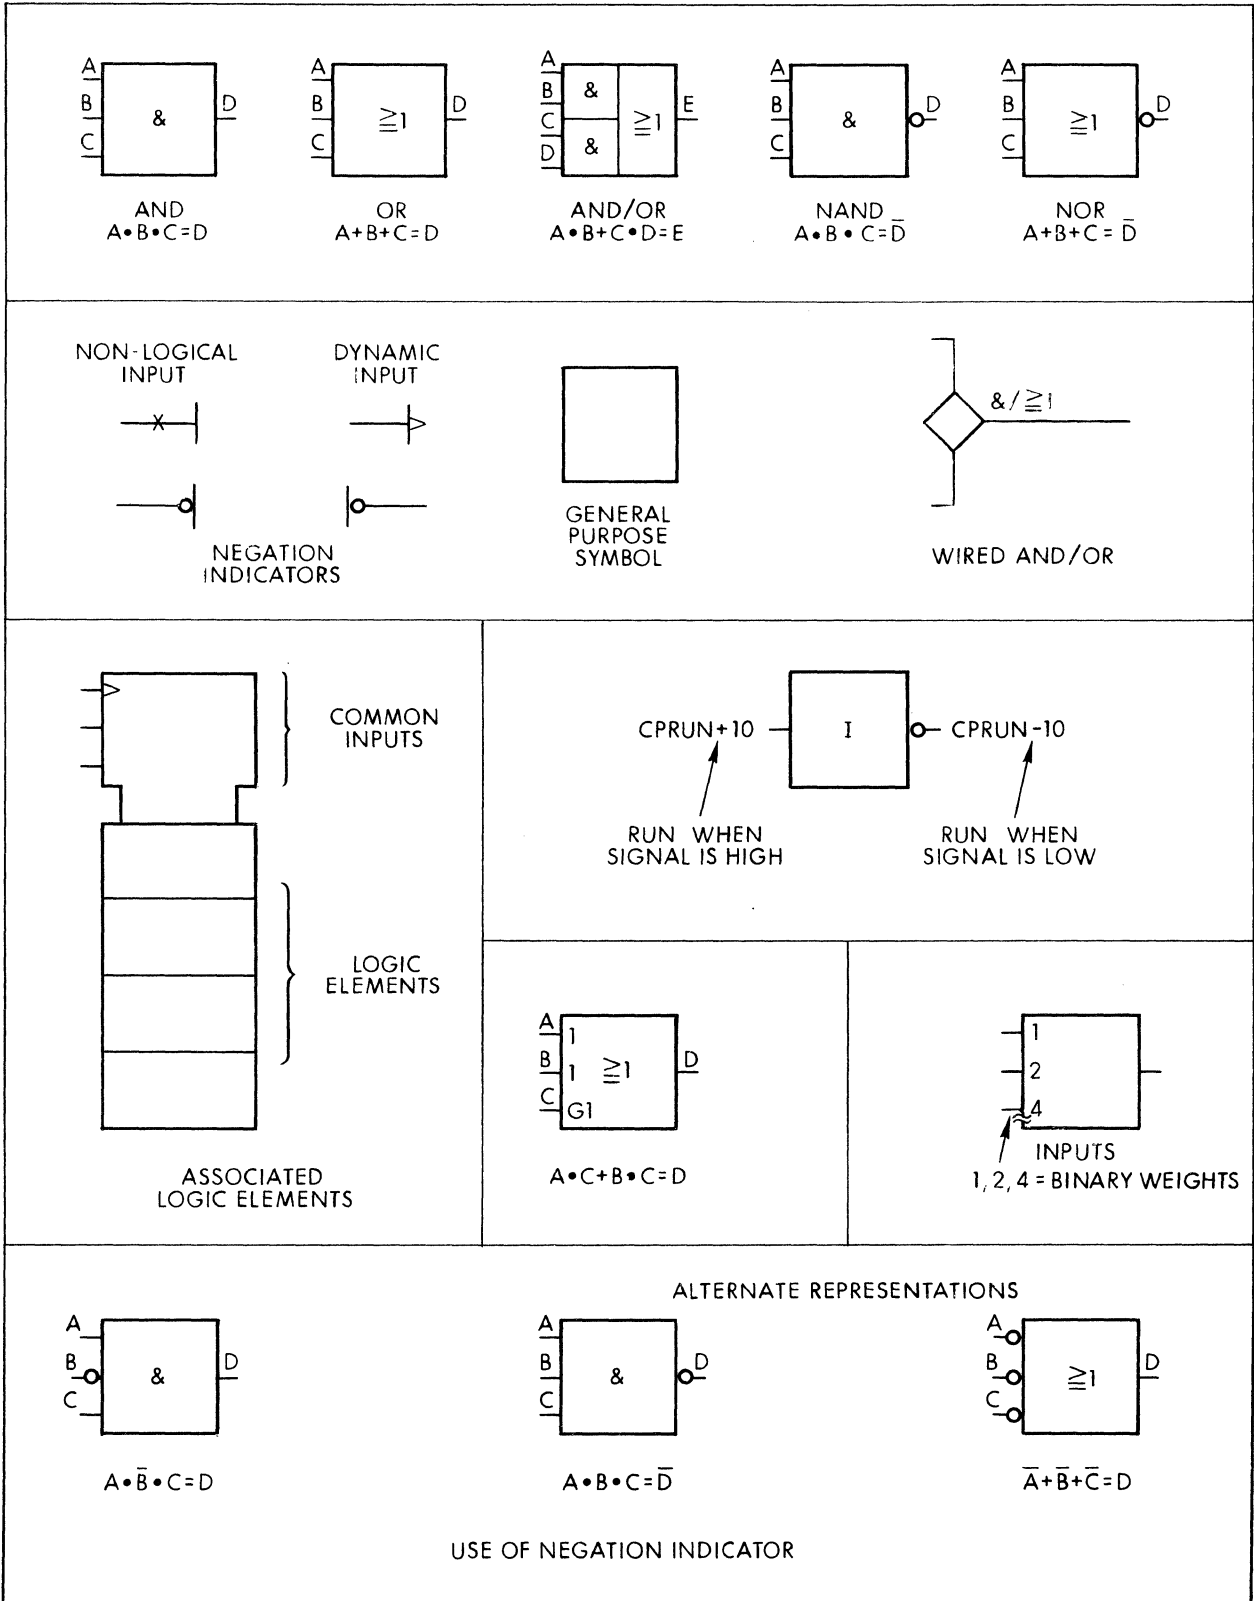 A
B
C
&
D
AND
A•B•C=D
A
B
C
≧1
D
OR
A+B+C=D
A
B
C
D
&
&
≧1
E
AND/OR
A•B+C•D=E
A
B
C
&
D
NAND
A•B•C=D̅
A
B
C
≧1
D
NOR
A+B+C=D̅
NON-LOGICAL
INPUT
X
DYNAMIC
INPUT
NEGATION
INDICATORS
GENERAL
PURPOSE
SYMBOL
&/≧1
WIRED AND/OR
COMMON
INPUTS
LOGIC
ELEMENTS
ASSOCIATED
LOGIC ELEMENTS
CPRUN+10
I
CPRUN-10
RUN WHEN
SIGNAL IS HIGH
RUN WHEN
SIGNAL IS LOW
A
B
C
1
1
G1
≧1
D
A•C+B•C=D
1
2
4
INPUTS
1, 2, 4 = BINARY WEIGHTS
ALTERNATE REPRESENTATIONS
A
B
C
&
D
A•B̅•C=D
A
B
C
&
D
A•B•C=D̅
A
B
C
≧1
D
A̅+B̅+C̅=D
USE OF NEGATION INDICATOR